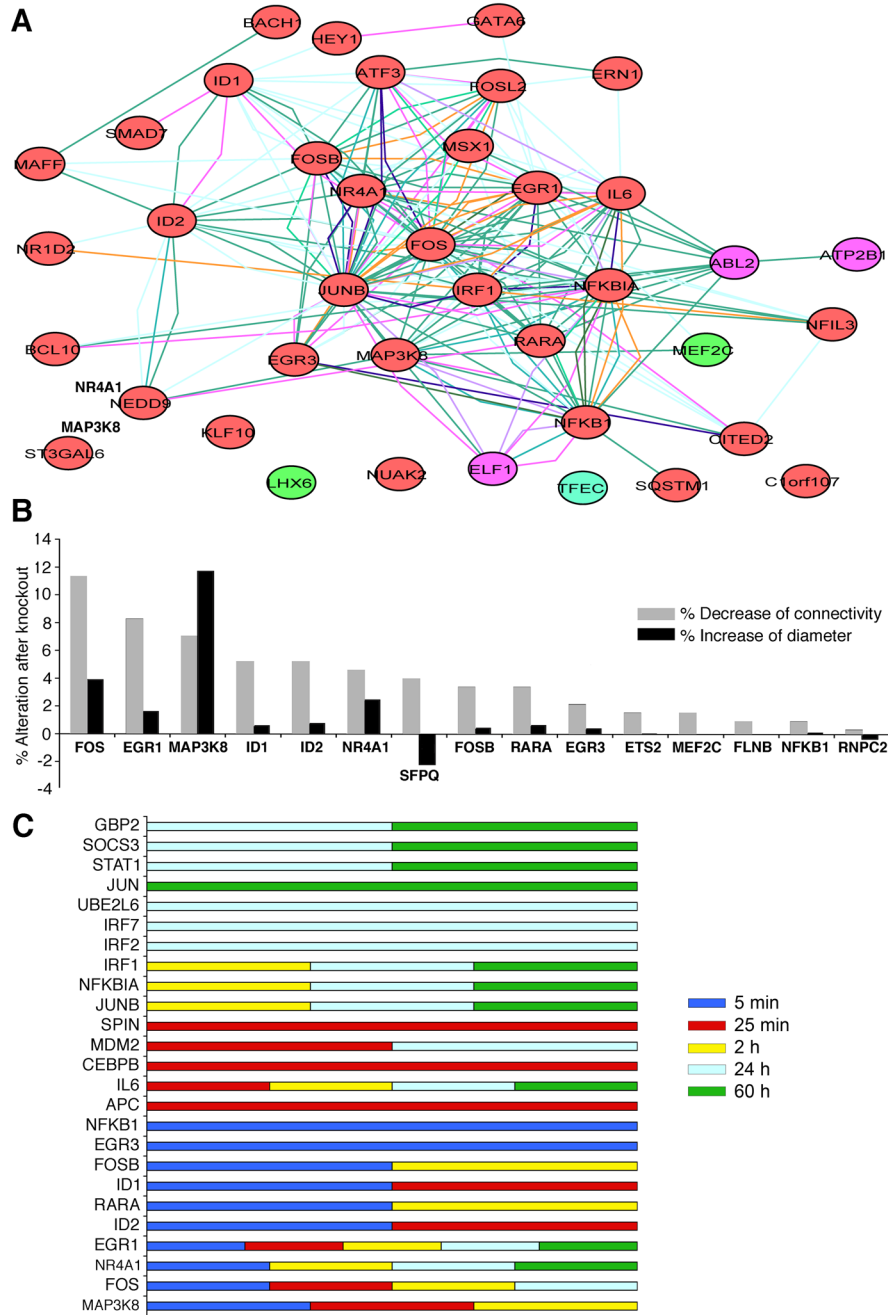 A
BACH1
HEY1
GATA6
ID1
ATF3
FOSL2
ERN1
SMAD7
MAFF
FOSB
MSX1
NR4A1
EGR1
IL6
ID2
NR1D2
FOS
ABL2
ATP2B1
JUNB
IRF1
NFKBIA
NFIL3
BCL10
EGR3
MAP3K8
RARA
MEF2C
NR4A1
NEDD9
MAP3K8
ST3GAL6
KLF10
NFKB1
CITED2
LHX6
NUAK2
ELF1
TFEC
SQSTM1
C1orf107
B
% Alteration after knockout
14
12
10
8
6
4
2
0
-2
-4
% Decrease of connectivity
% Increase of diameter
FOS EGR1 MAP3K8 ID1 ID2 NR4A1 FOSB RARA EGR3 ETS2 MEF2C FLNB NFKB1 RNPC2
SFPQ
C
GBP2
SOCS3
STAT1
JUN
UBE2L6
IRF7
IRF2
IRF1
NFKBIA
JUNB
SPIN
MDM2
CEBPB
IL6
APC
NFKB1
EGR3
FOSB
ID1
RARA
ID2
EGR1
NR4A1
FOS
MAP3K8
5 min
25 min
2 h
24 h
60 h